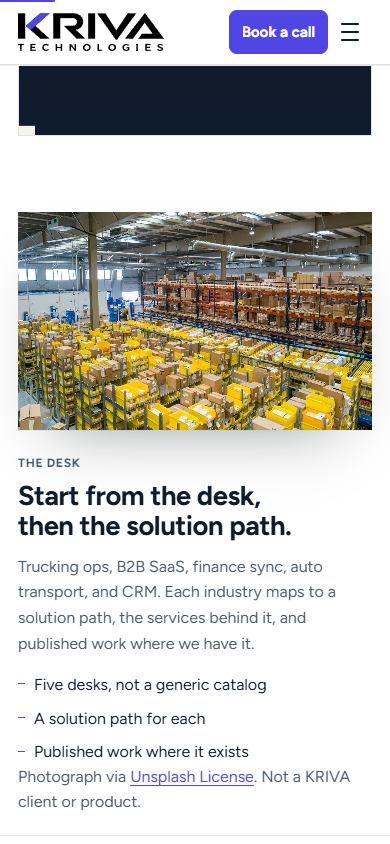 KRIVA
TECHNOLOGIES
Book a call
THE DESK
Start from the desk,
then the solution path.
Trucking ops, B2B SaaS, finance sync, auto
transport, and CRM. Each industry maps to a
solution path, the services behind it, and
published work where we have it.
– Five desks, not a generic catalog
– A solution path for each
– Published work where it exists
Photograph via Unsplash License. Not a KRIVA
client or product.